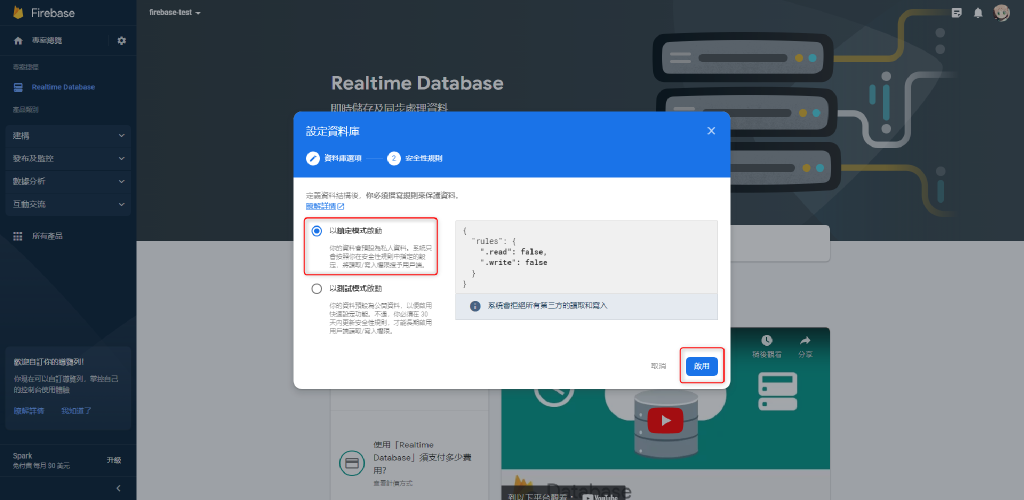 Firebase
firebase-test
專案總覽
專案捷徑
Realtime Database
產品類別
建構
發布及監控
數據分析
互動交流
所有產品
歡迎自訂你的導覽列!
你現在可以自訂導覽列，享按自己
的控制台使用體驗
瞭解詳情
我知道了
Spark
免付費 每月 $0 美元
升級
Realtime Database
即時儲存及同步處理資料
設定資料庫
資料庫選項
2
安全性規則
定義資料結構後，你必須撰寫規則來保護資料。
瞭解詳情
以鎖定模式啟動
你的資料會預設為私人資料。系統只
會按照你在安全性規則中指定的設
定，將讀取/寫入權限授予用戶端。
以測試模式啟動
你的資料預設為公開資料，以便啟用
快速設定功能。不過，你必須在 30
天內更新安全性規則，才能長期啟用
用戶端讀取/寫入權限。
{
"rules": {
".read": false,
".write": false
}
}
系統會拒絕所有第三方的讀取和寫入
取消
啟用
稍後觀看
分享
使用「Realtime
Database」須支付多少費
用?
查看計價方式
Database
到以下平台觀看：
YouTube